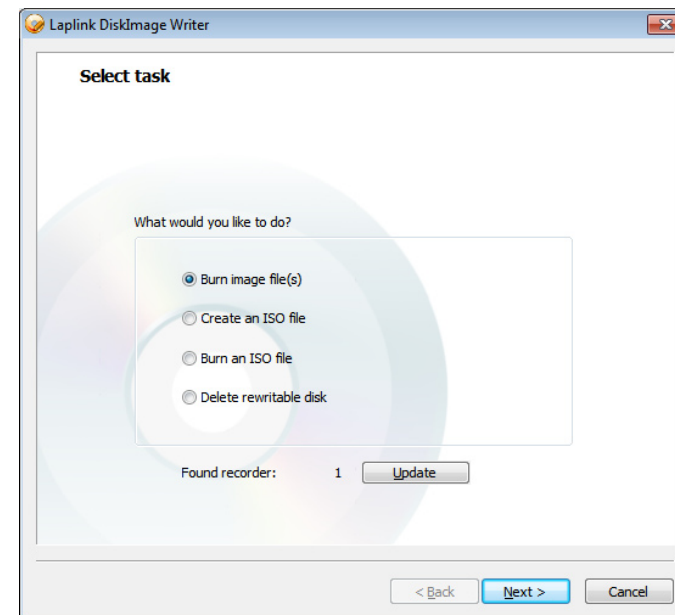 Laplink DiskImage Writer
Select task
What would you like to do?
Burn image file(s)
Create an ISO file
Burn an ISO file
Delete rewritable disk
Found recorder: 1 Update
< Back Next > Cancel